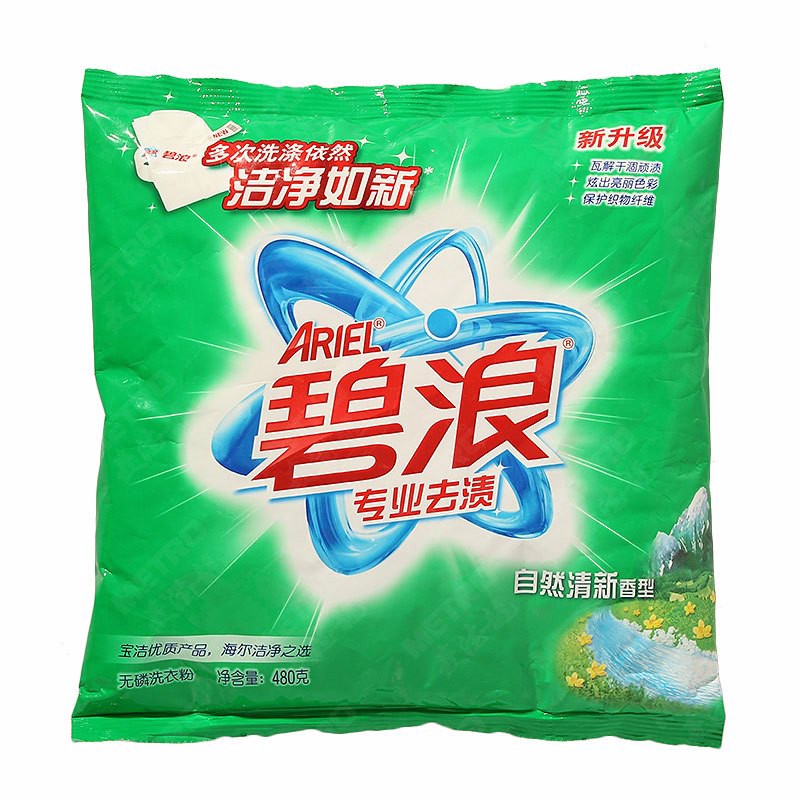 NEW
碧浪
多次洗涤依然
洁净如新
新升级
瓦解干涸顽渍
炫出亮丽色彩
保护织物纤维
ARIEL®
碧浪®
专业去渍
自然清新香型
宝洁优质产品，海尔洁净之选
无磷洗衣粉 净含量：480克